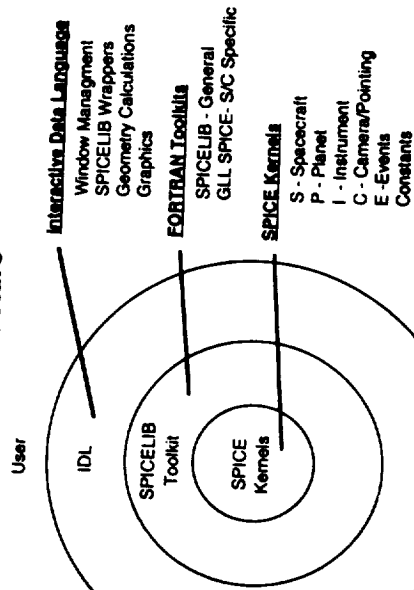 User
IDL
SPICELIB
Toolkit
SPICE
Kernels
Interactive Data Language
Window Managment
SPICELIB Wrappers
Geometry Calculations
Graphics
FORTRAN Toolkits
SPICELIB - General
GLL SPICE- S/C Specific
SPICE Kernels
S - Spacecraft
P - Planet
I - Instrument
C - Camera/Pointing
E -Events
Constants